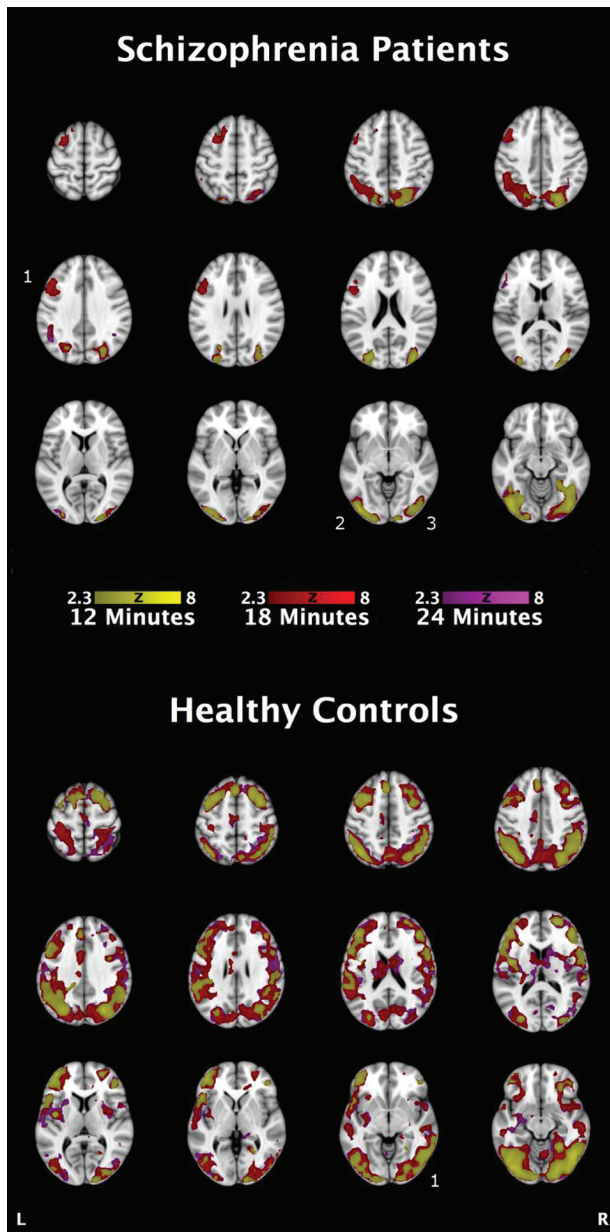 Schizophrenia Patients
1
2 3
2.3 Z 8 2.3 Z 8 2.3 Z 8
12 Minutes 18 Minutes 24 Minutes
Healthy Controls
1
L R